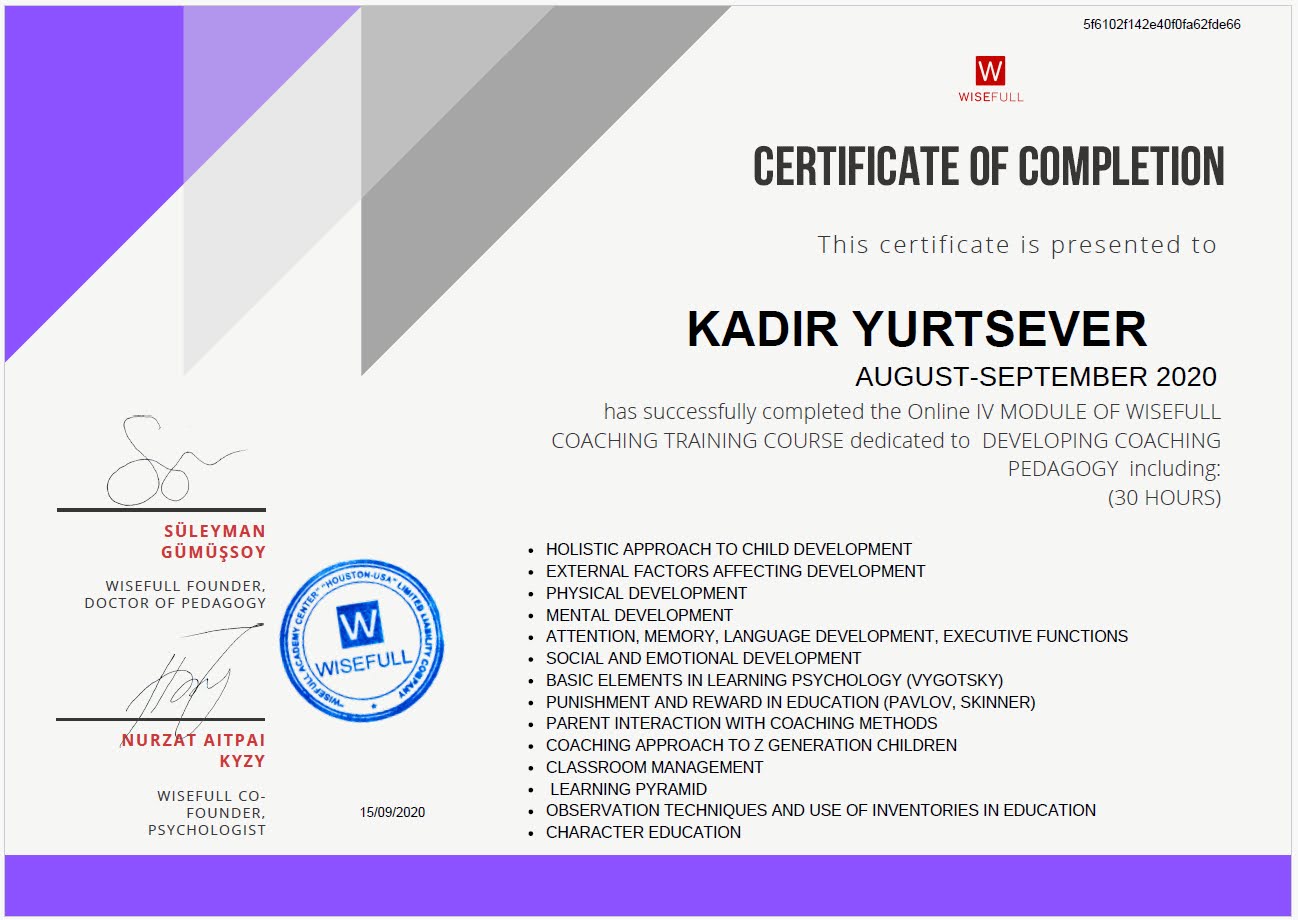 5f6102f142e40f0fa62fde66
W
WISEFULL
CERTIFICATE OF COMPLETION
This certificate is presented to
KADIR YURTSEVER
AUGUST-SEPTEMBER 2020
has successfully completed the Online IV MODULE OF WISEFULL
COACHING TRAINING COURSE dedicated to DEVELOPING COACHING
PEDAGOGY including:
(30 HOURS)
SÜLEYMAN
GÜMÜŞSOY
WISEFULL FOUNDER,
DOCTOR OF PEDAGOGY
NURZAT AITPAI
KYZY
WISEFULL CO-
FOUNDER,
PSYCHOLOGIST
"WISEFULL ACADEMY CENTER" "HOUSTON-USA" LIMITED LIABILITY COMPANY
W
WISEFULL
15/09/2020
• HOLISTIC APPROACH TO CHILD DEVELOPMENT
• EXTERNAL FACTORS AFFECTING DEVELOPMENT
• PHYSICAL DEVELOPMENT
• MENTAL DEVELOPMENT
• ATTENTION, MEMORY, LANGUAGE DEVELOPMENT, EXECUTIVE FUNCTIONS
• SOCIAL AND EMOTIONAL DEVELOPMENT
• BASIC ELEMENTS IN LEARNING PSYCHOLOGY (VYGOTSKY)
• PUNISHMENT AND REWARD IN EDUCATION (PAVLOV, SKINNER)
• PARENT INTERACTION WITH COACHING METHODS
• COACHING APPROACH TO Z GENERATION CHILDREN
• CLASSROOM MANAGEMENT
• LEARNING PYRAMID
• OBSERVATION TECHNIQUES AND USE OF INVENTORIES IN EDUCATION
• CHARACTER EDUCATION